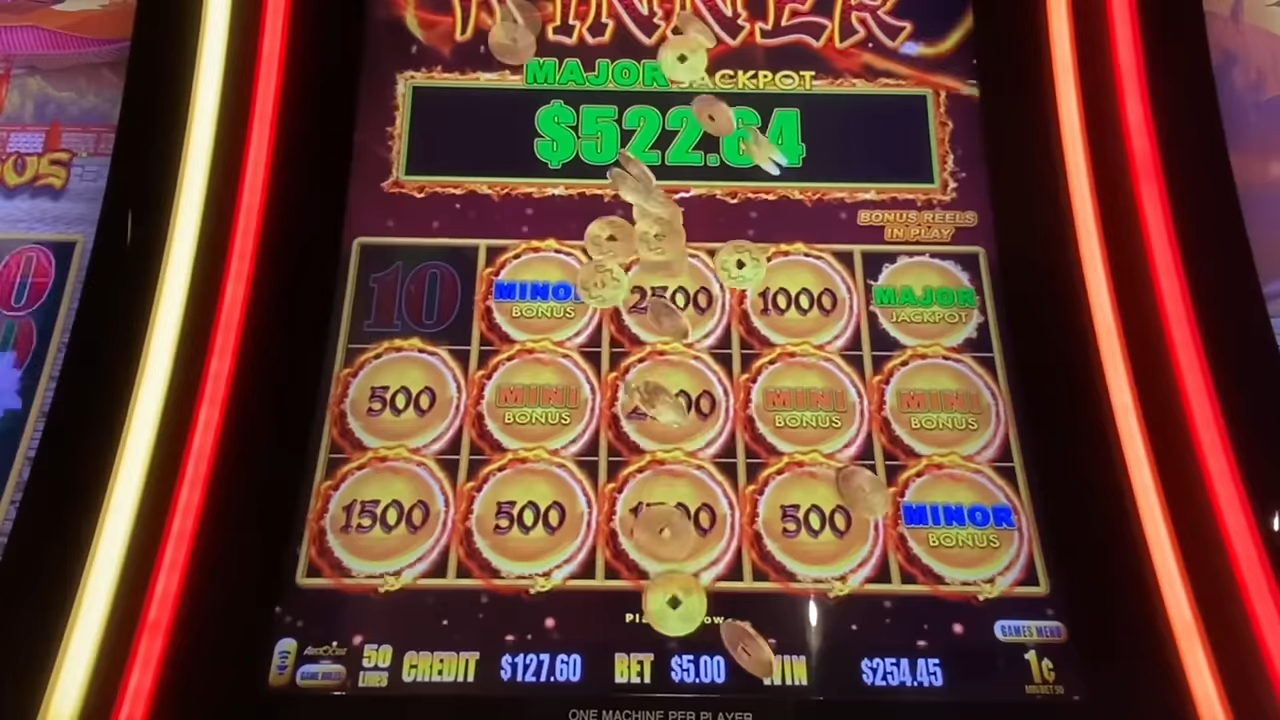 WINNER
MAJOR JACKPOT
$522.64
BONUS REELS
IN PLAY
10
MINOR
BONUS
1000
MAJOR
JACKPOT
500
MINI
BONUS
MINI
BONUS
MINI
BONUS
1500
500
500
MINOR
BONUS
GAMES MENU
50
LINES
CREDIT $127.60 BET $5.00 WIN $254.45
1¢
ONE MACHINE PER PLAYER